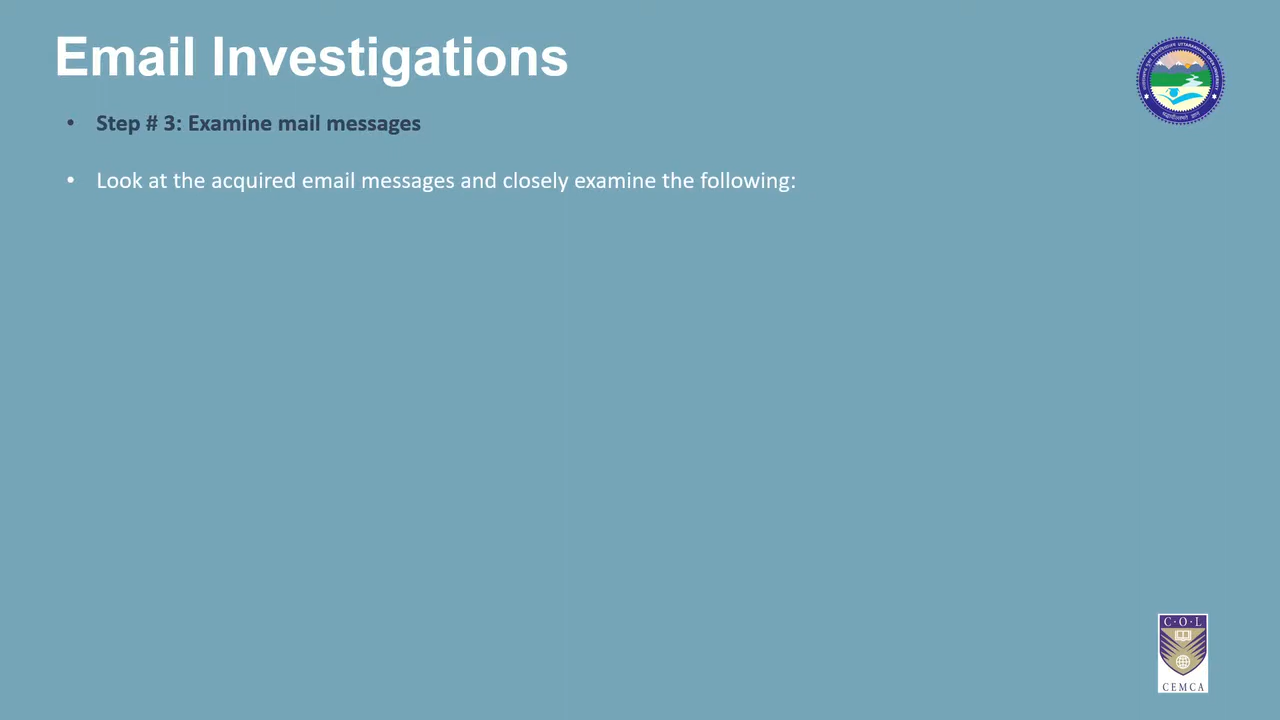 Email Investigations
• Step # 3: Examine mail messages
• Look at the acquired email messages and closely examine the following:
C·O·L
CEMCA